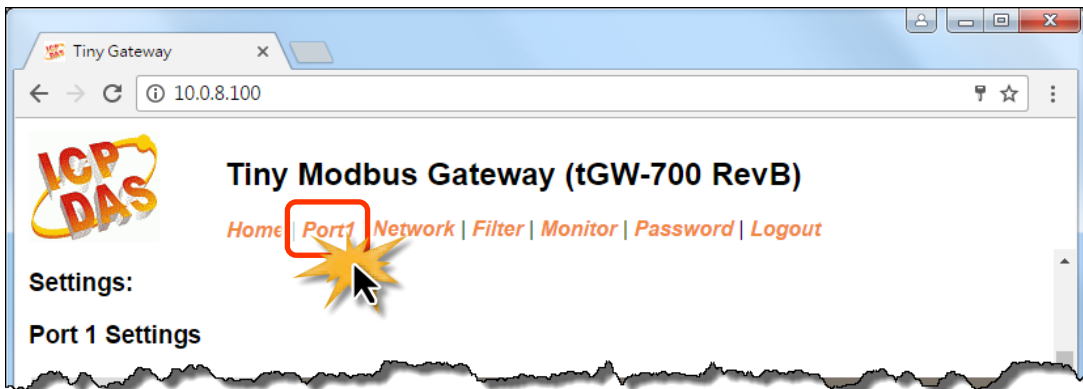 Tiny Gateway
10.0.8.100
ICP
DAS
Tiny Modbus Gateway (tGW-700 RevB)
Home | Port1 | Network | Filter | Monitor | Password | Logout
Settings:
Port 1 Settings